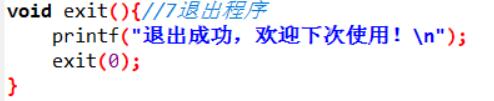 void exit(){//7退出程序
printf("退出成功，欢迎下次使用！\n");
exit(0);
}